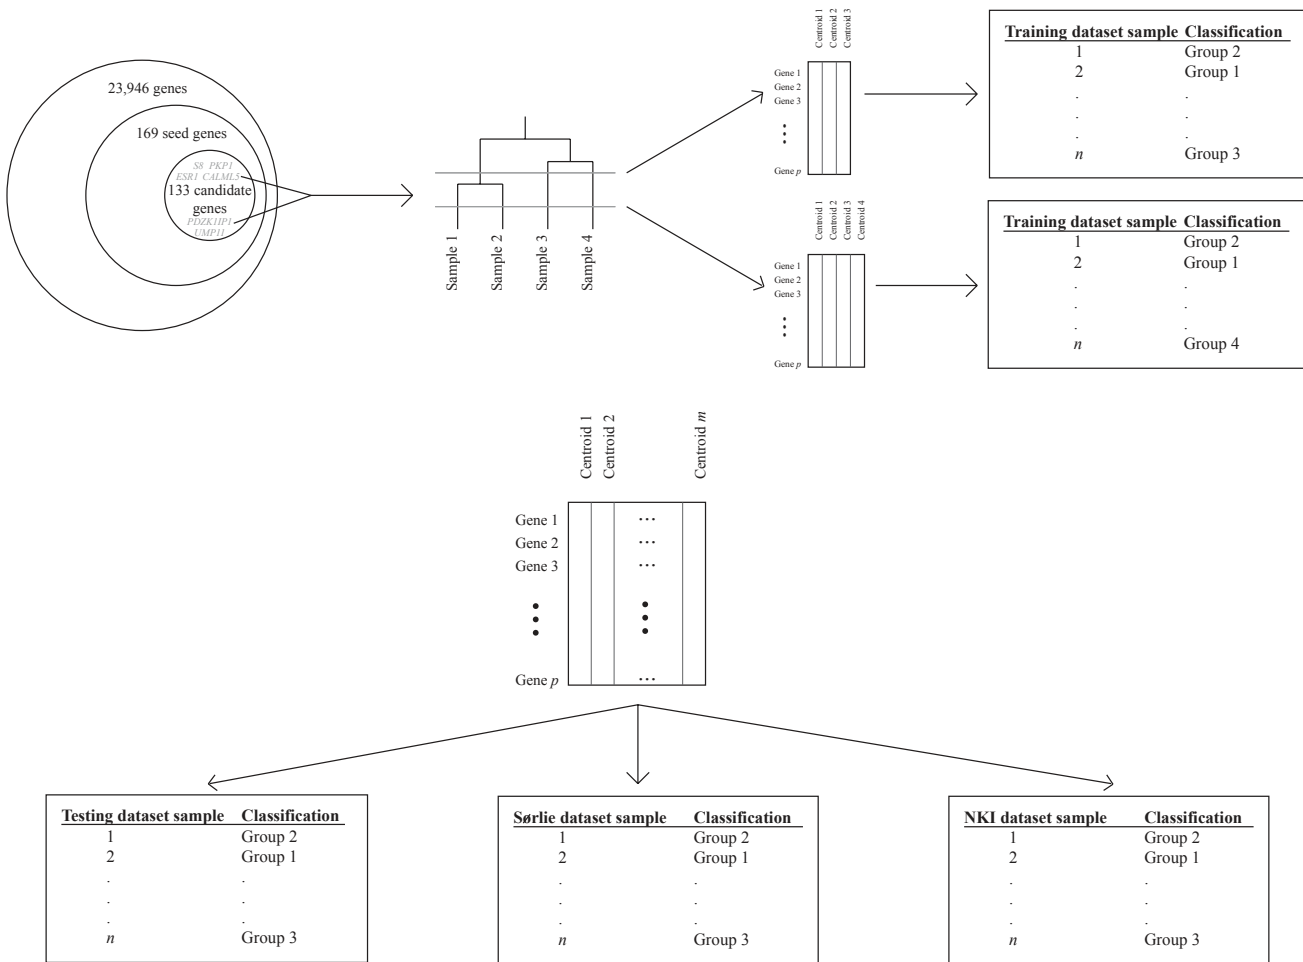 23,946 genes
169 seed genes
S8 PKP1
ESR1 CALML5
133 candidate
genes
PDZK1IP1
UMP11
Sample 1
Sample 2
Sample 3
Sample 4
Centroid 1
Centroid 2
Centroid 3
Gene 1
Gene 2
Gene 3
Gene p
Training dataset sample Classification
1 Group 2
2 Group 1
. .
. .
. .
n Group 3
Centroid 1
Centroid 2
Centroid 3
Centroid 4
Gene 1
Gene 2
Gene 3
Gene p
Training dataset sample Classification
1 Group 2
2 Group 1
. .
. .
. .
n Group 4
Centroid 1
Centroid 2
Centroid m
Gene 1 ...
Gene 2 ...
Gene 3 ...
Gene p ...
Testing dataset sample Classification
1 Group 2
2 Group 1
. .
. .
. .
n Group 3
Sørlie dataset sample Classification
1 Group 2
2 Group 1
. .
. .
. .
n Group 3
NKI dataset sample Classification
1 Group 2
2 Group 1
. .
. .
. .
n Group 3